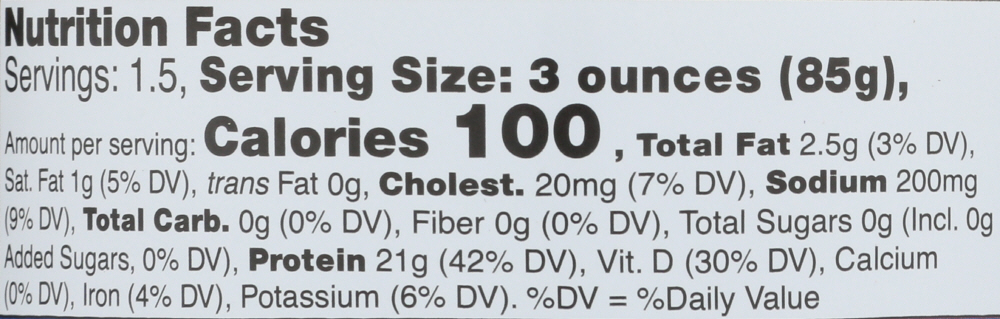 Nutrition Facts
Servings: 1.5, Serving Size: 3 ounces (85g),
Amount per serving: Calories 100, Total Fat 2.5g (3% DV),
Sat. Fat 1g (5% DV), trans Fat 0g, Cholest. 20mg (7% DV), Sodium 200mg
(9% DV), Total Carb. 0g (0% DV), Fiber 0g (0% DV), Total Sugars 0g (Incl. 0g
Added Sugars, 0% DV), Protein 21g (42% DV), Vit. D (30% DV), Calcium
(0% DV), Iron (4% DV), Potassium (6% DV). %DV = %Daily Value